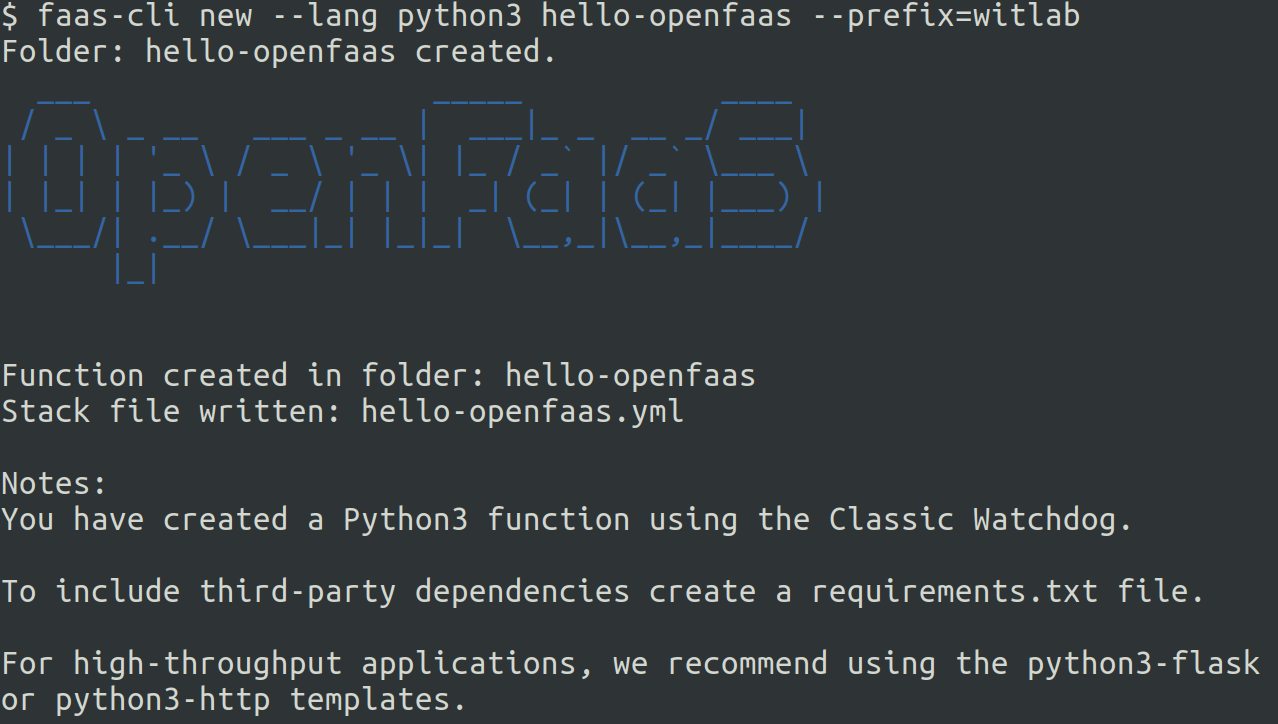 $ faas-cli new --lang python3 hello-openfaas --prefix=witlab
Folder: hello-openfaas created.
  ___                   _____           ____
 / _ \ _ __   ___ _ __ |  ___|_ _  __ _/ ___|
| | | | '_ \ / _ \ '_ \| |_ / _` |/ _` \___ \
| |_| | |_) |  __/ | | |  _| (_| | (_| |___) |
 \___/| .__/ \___|_| |_|_|  \__,_|\__,_|____/
      |_|
Function created in folder: hello-openfaas
Stack file written: hello-openfaas.yml
Notes:
You have created a Python3 function using the Classic Watchdog.
To include third-party dependencies create a requirements.txt file.
For high-throughput applications, we recommend using the python3-flask
or python3-http templates.